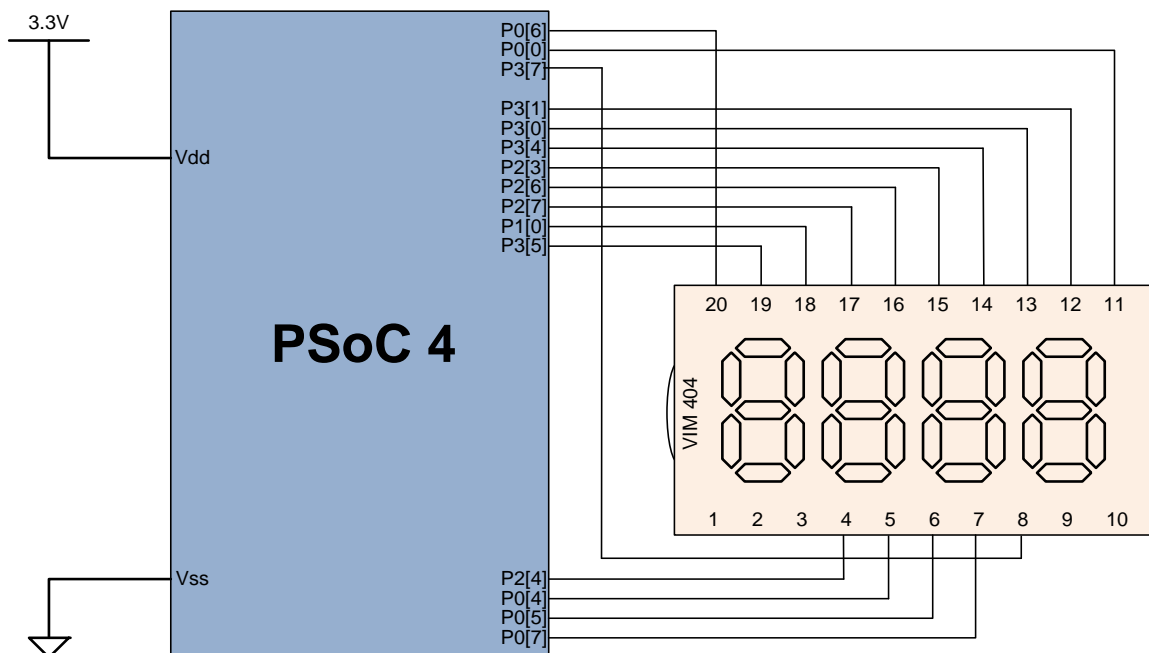 3.3V
P0[6]
P0[0]
P3[7]
P3[1]
P3[0]
P3[4]
P2[3]
P2[6]
P2[7]
P1[0]
P3[5]
Vdd
PSoC 4
20 19 18 17 16 15 14 13 12 11
VIM 404
1 2 3 4 5 6 7 8 9 10
Vss
P2[4]
P0[4]
P0[5]
P0[7]